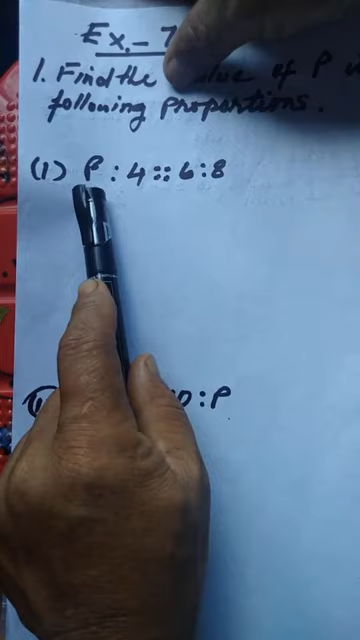 Ex.- 7
1. Find the value of P
following proportions.
(1) P : 4 :: 6 : 8
: P